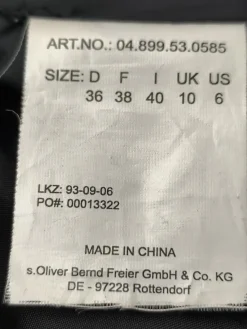 ART.NO.: 04.899.53.0585
SIZE: D F I UK US
36 38 40 10 6
LKZ: 93-09-06
PO#: 00013322
MADE IN CHINA
s.Oliver Bernd Freier GmbH & Co. KG
DE - 97228 Rottendorf